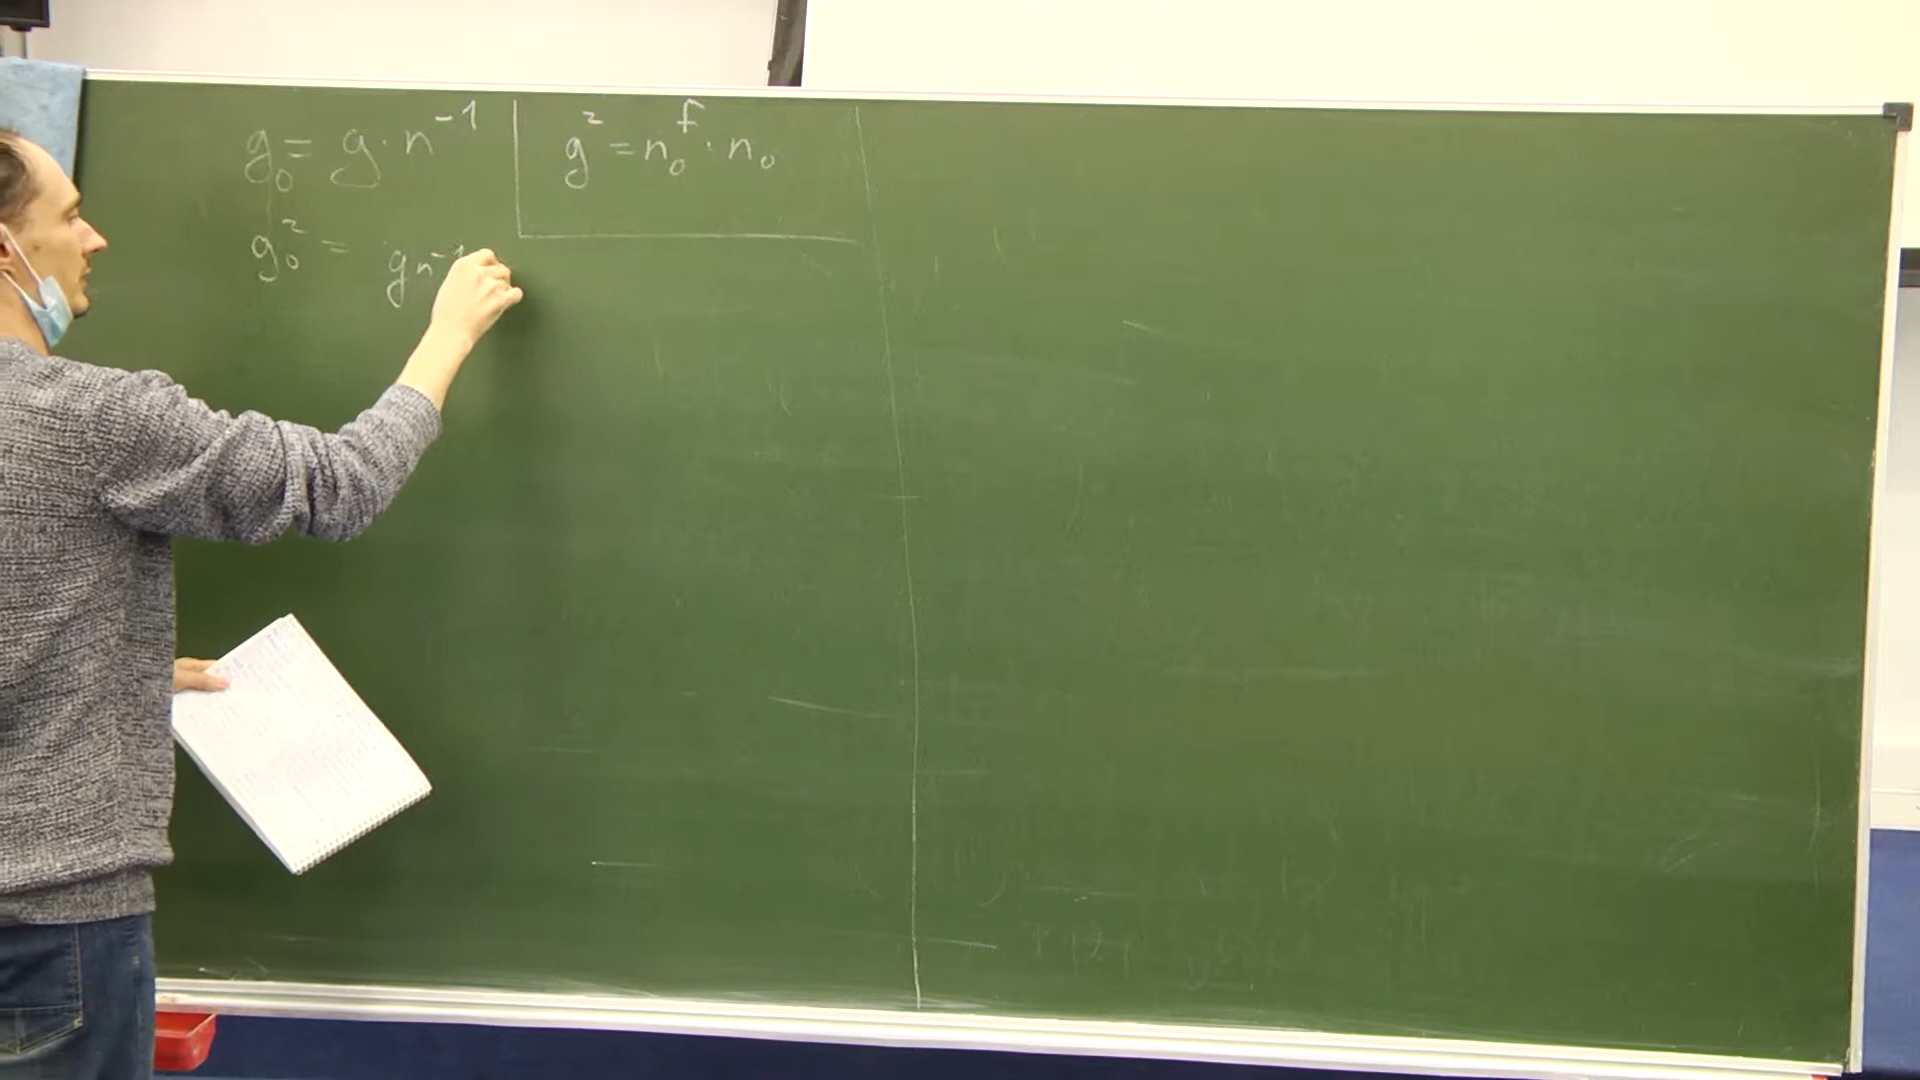 g₀ = g · n⁻¹
g² = n₀ᶠ · n₀
g₀² = gn⁻¹